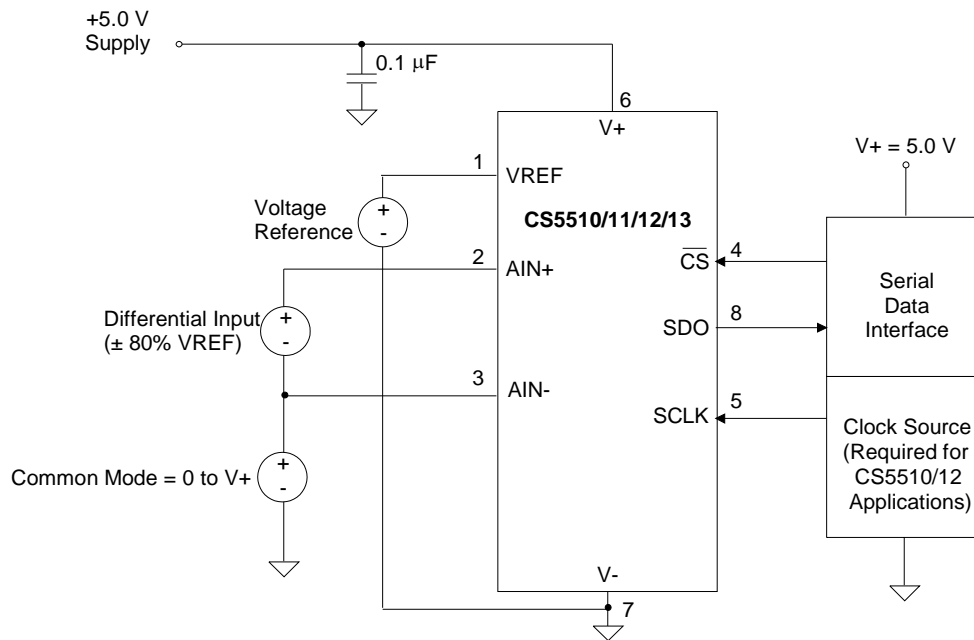 +5.0 V
Supply
0.1 μF
6
V+
1
VREF
V+ = 5.0 V
CS5510/11/12/13
Voltage
Reference
+
-
2
AIN+
4
CS
Serial
Data
Interface
SDO
8
Differential Input
(± 80% VREF)
+
-
3
AIN-
SCLK
5
Clock Source
(Required for
CS5510/12
Applications)
Common Mode = 0 to V+
+
-
V-
7